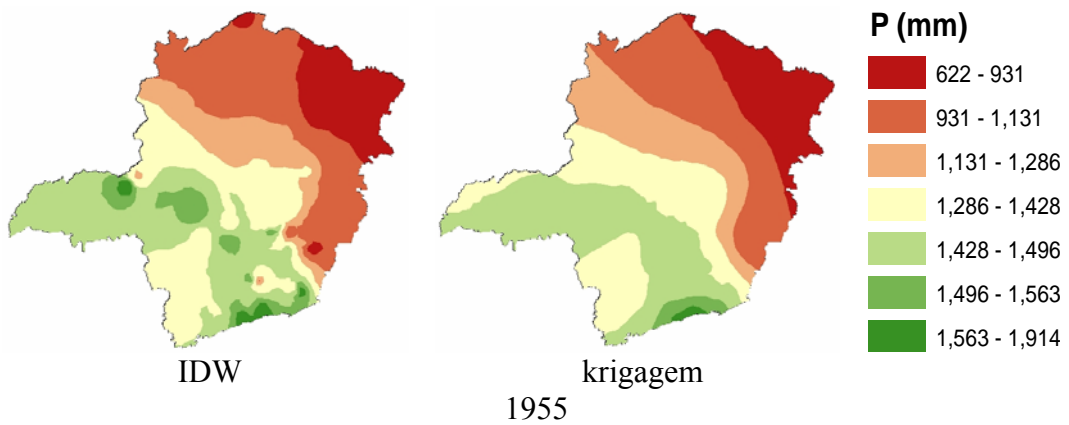 P (mm)
622 - 931
931 - 1,131
1,131 - 1,286
1,286 - 1,428
1,428 - 1,496
1,496 - 1,563
1,563 - 1,914
IDW
krigagem
1955